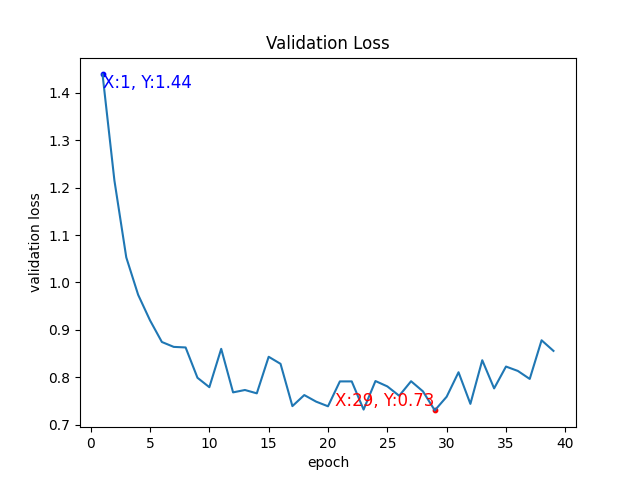 Validation Loss
X:1, Y:1.44
1.4
1.3
1.2
1.1
1.0
0.9
0.8
0.7
validation loss
X:29, Y:0.73
0 5 10 15 20 25 30 35 40
epoch